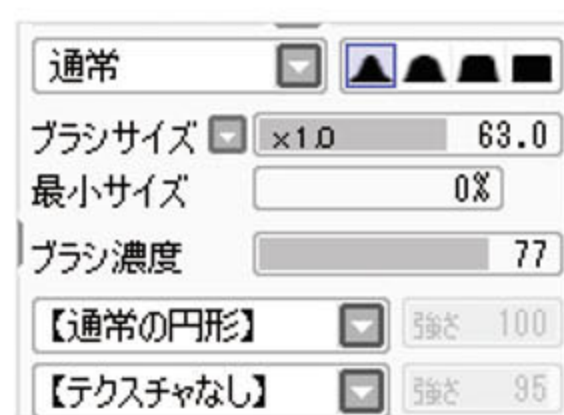 通常
ブラシサイズ ×1.0 63.0
最小サイズ 0%
ブラシ濃度 77
【通常の円形】 強さ 100
【テクスチャなし】 強さ 95